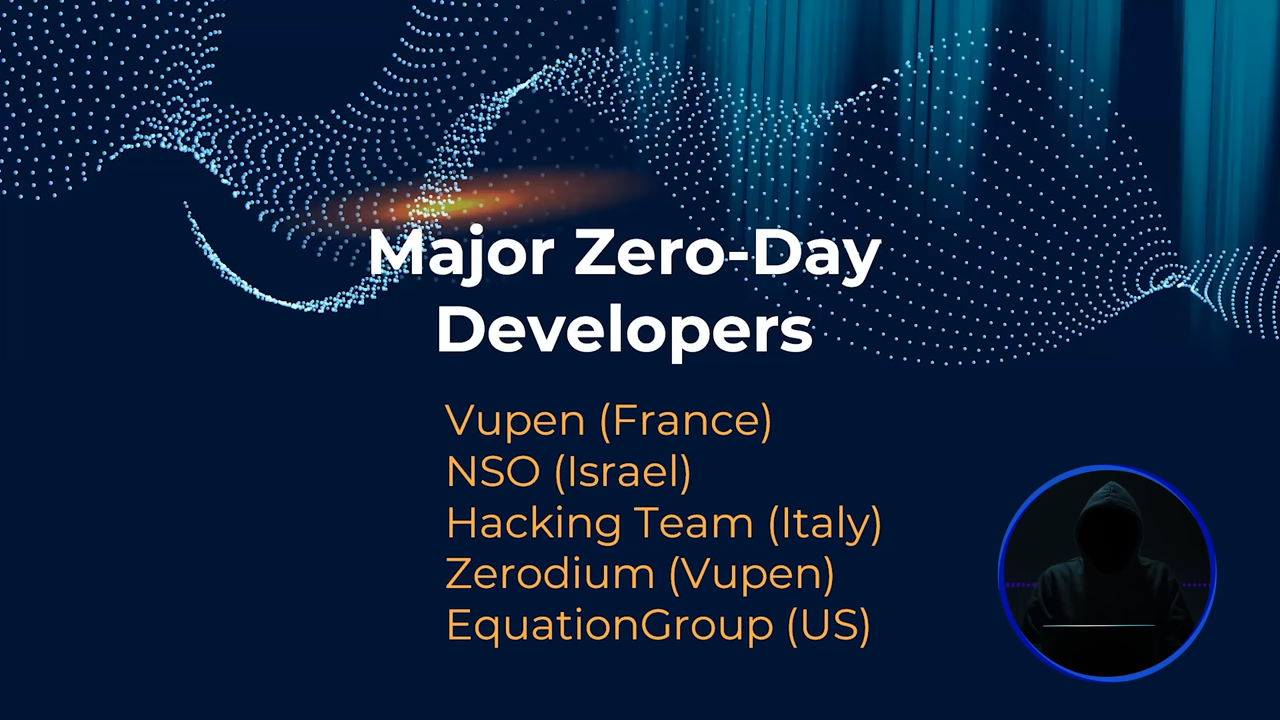 Major Zero-Day
Developers
Vupen (France)
NSO (Israel)
Hacking Team (Italy)
Zerodium (Vupen)
EquationGroup (US)